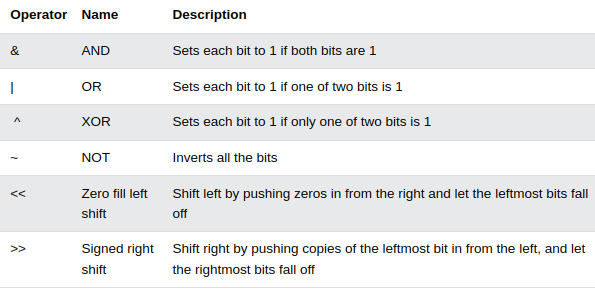 Operator Name Description
& AND Sets each bit to 1 if both bits are 1
| OR Sets each bit to 1 if one of two bits is 1
^ XOR Sets each bit to 1 if only one of two bits is 1
~ NOT Inverts all the bits
<< Zero fill left Shift left by pushing zeros in from the right and let the leftmost bits fall
shift off
>> Signed right Shift right by pushing copies of the leftmost bit in from the left, and let
shift the rightmost bits fall off